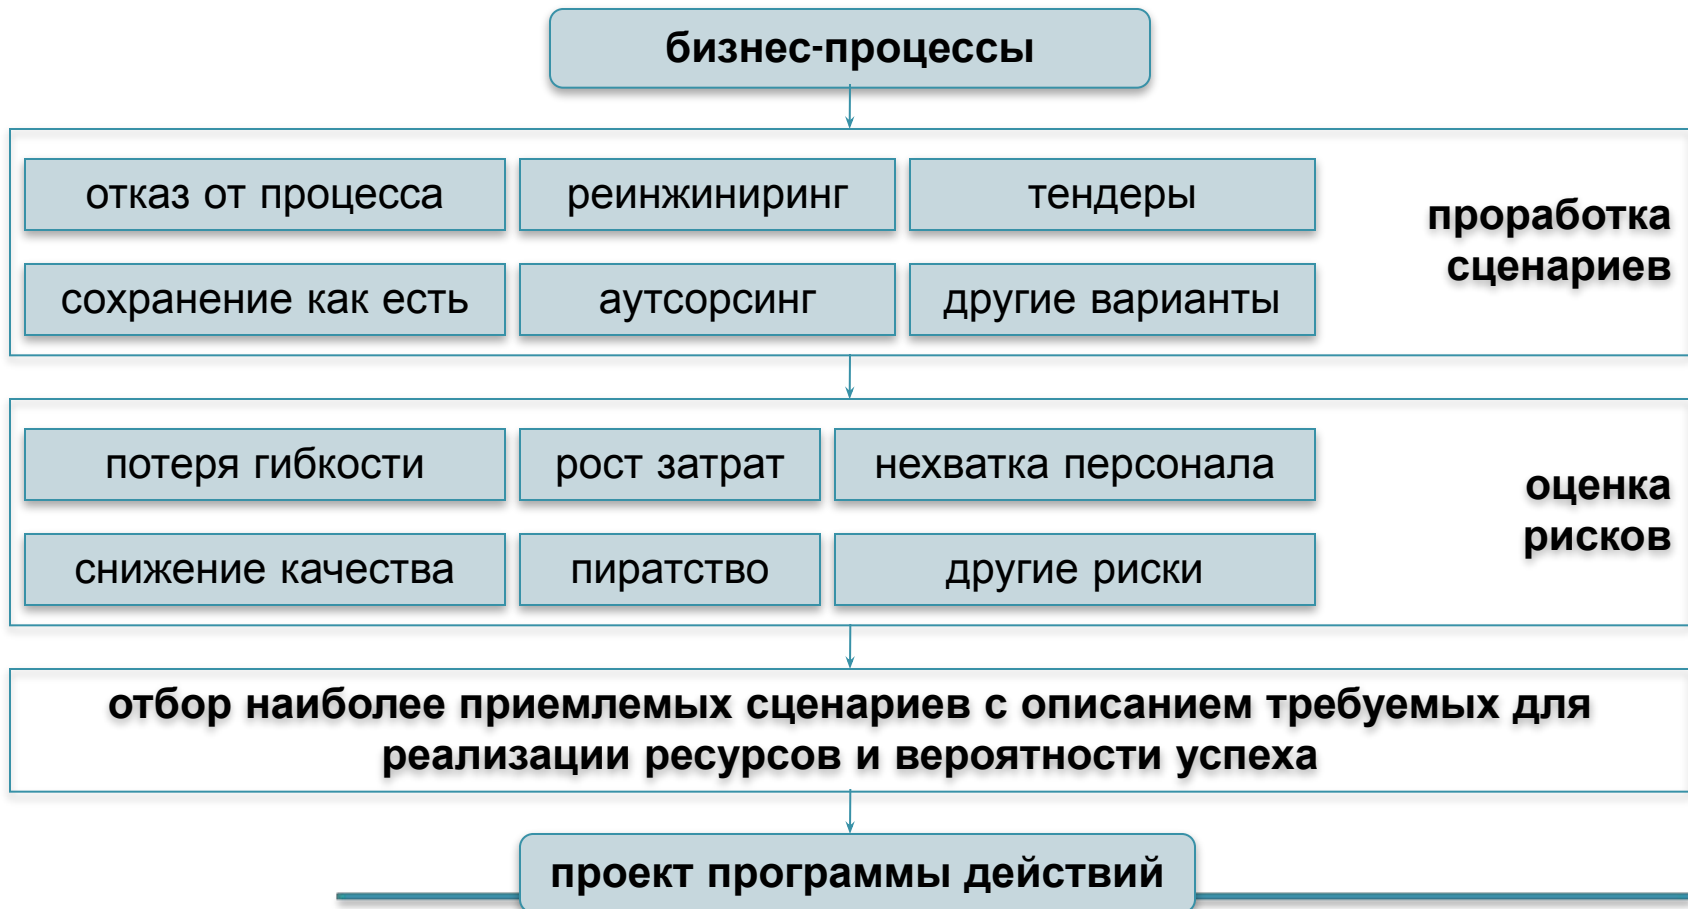 бизнес-процессы
отказ от процесса
реинжиниринг
тендеры
сохранение как есть
аутсорсинг
другие варианты
проработка
сценариев
потеря гибкости
рост затрат
нехватка персонала
снижение качества
пиратство
другие риски
оценка
рисков
отбор наиболее приемлемых сценариев с описанием требуемых для
реализации ресурсов и вероятности успеха
проект программы действий